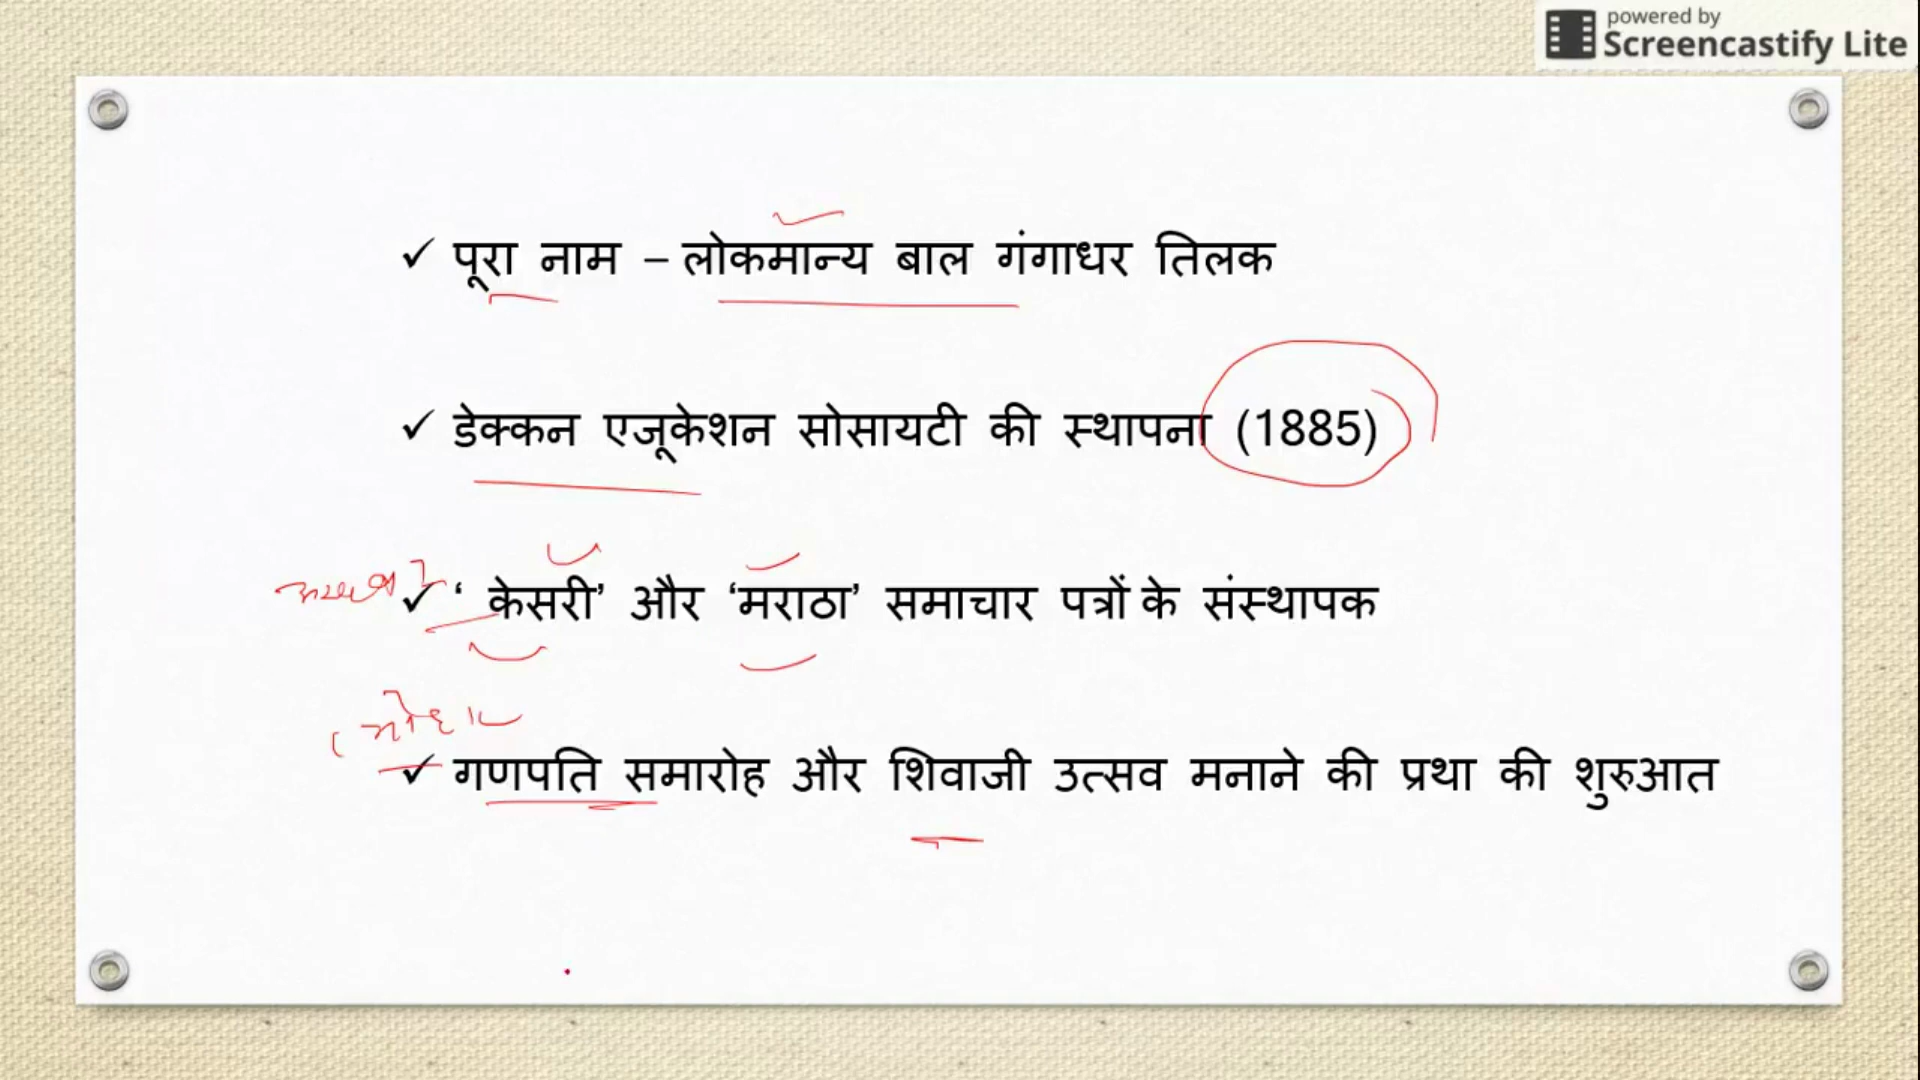 powered by
Screencastify Lite
✓ पूरा नाम – लोकमान्य बाल गंगाधर तिलक
✓ डेक्कन एजूकेशन सोसायटी की स्थापना (1885)
✓ ‘ केसरी’ और ‘मराठा’ समाचार पत्रों के संस्थापक
✓ गणपति समारोह और शिवाजी उत्सव मनाने की प्रथा की शुरुआत